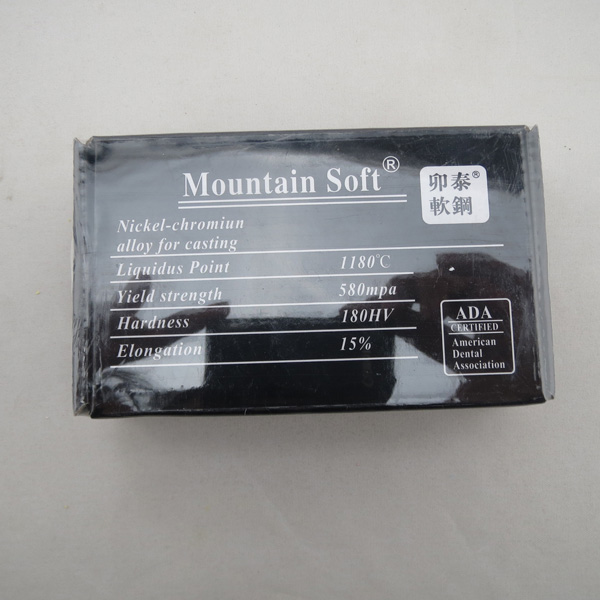 Mountain Soft®
卯泰®
軟鋼
Nickel-chromiun
alloy for casting
Liquidus Point 1180℃
Yield strength 580mpa
Hardness 180HV
Elongation 15%
ADA
CERTIFIED
American
Dental
Association